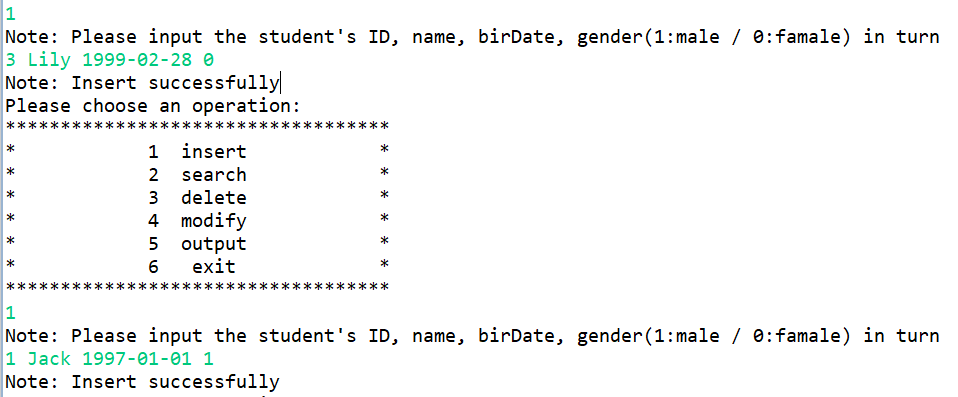 1
Note: Please input the student's ID, name, birDate, gender(1:male / 0:famale) in turn
3 Lily 1999-02-28 0
Note: Insert successfully
Please choose an operation:
***********************************
* 1 insert *
* 2 search *
* 3 delete *
* 4 modify *
* 5 output *
* 6 exit *
***********************************
1
Note: Please input the student's ID, name, birDate, gender(1:male / 0:famale) in turn
1 Jack 1997-01-01 1
Note: Insert successfully